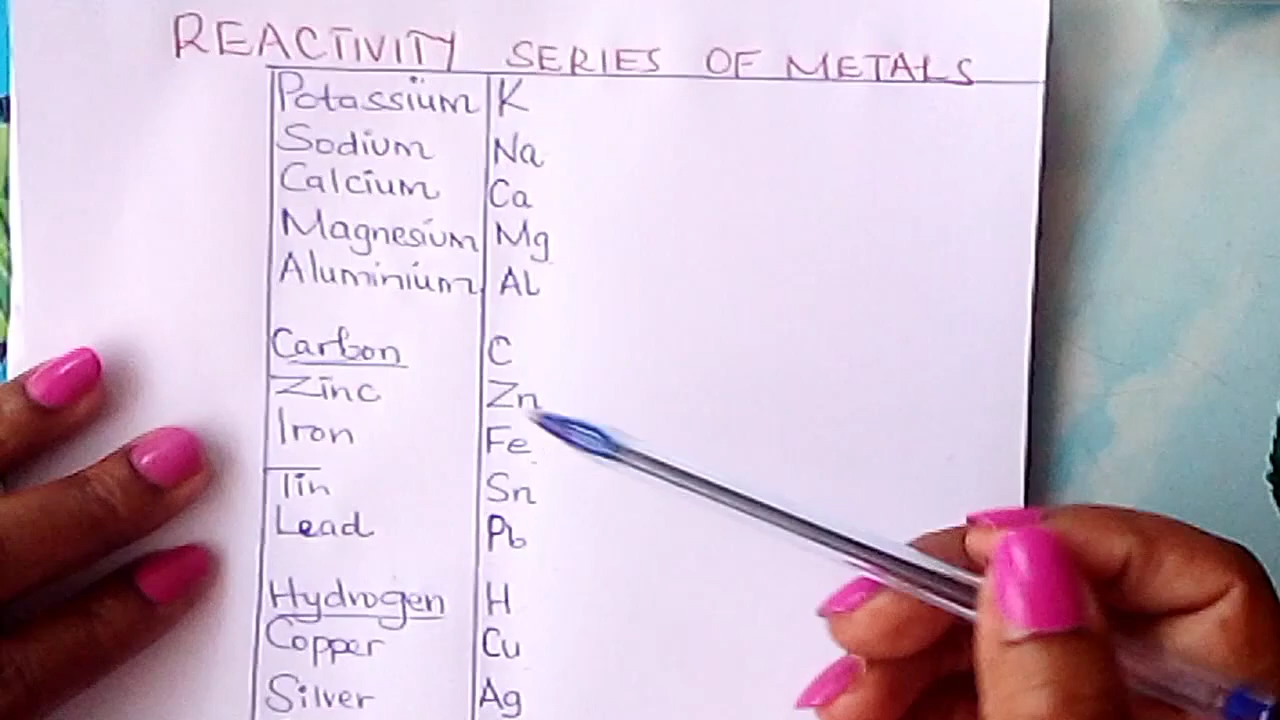 REACTIVITY SERIES OF METALS
Potassium K
Sodium Na
Calcium Ca
Magnesium Mg
Aluminium Al
Carbon C
Zinc Zn
Iron Fe
Tin Sn
Lead Pb
Hydrogen H
Copper Cu
Silver Ag